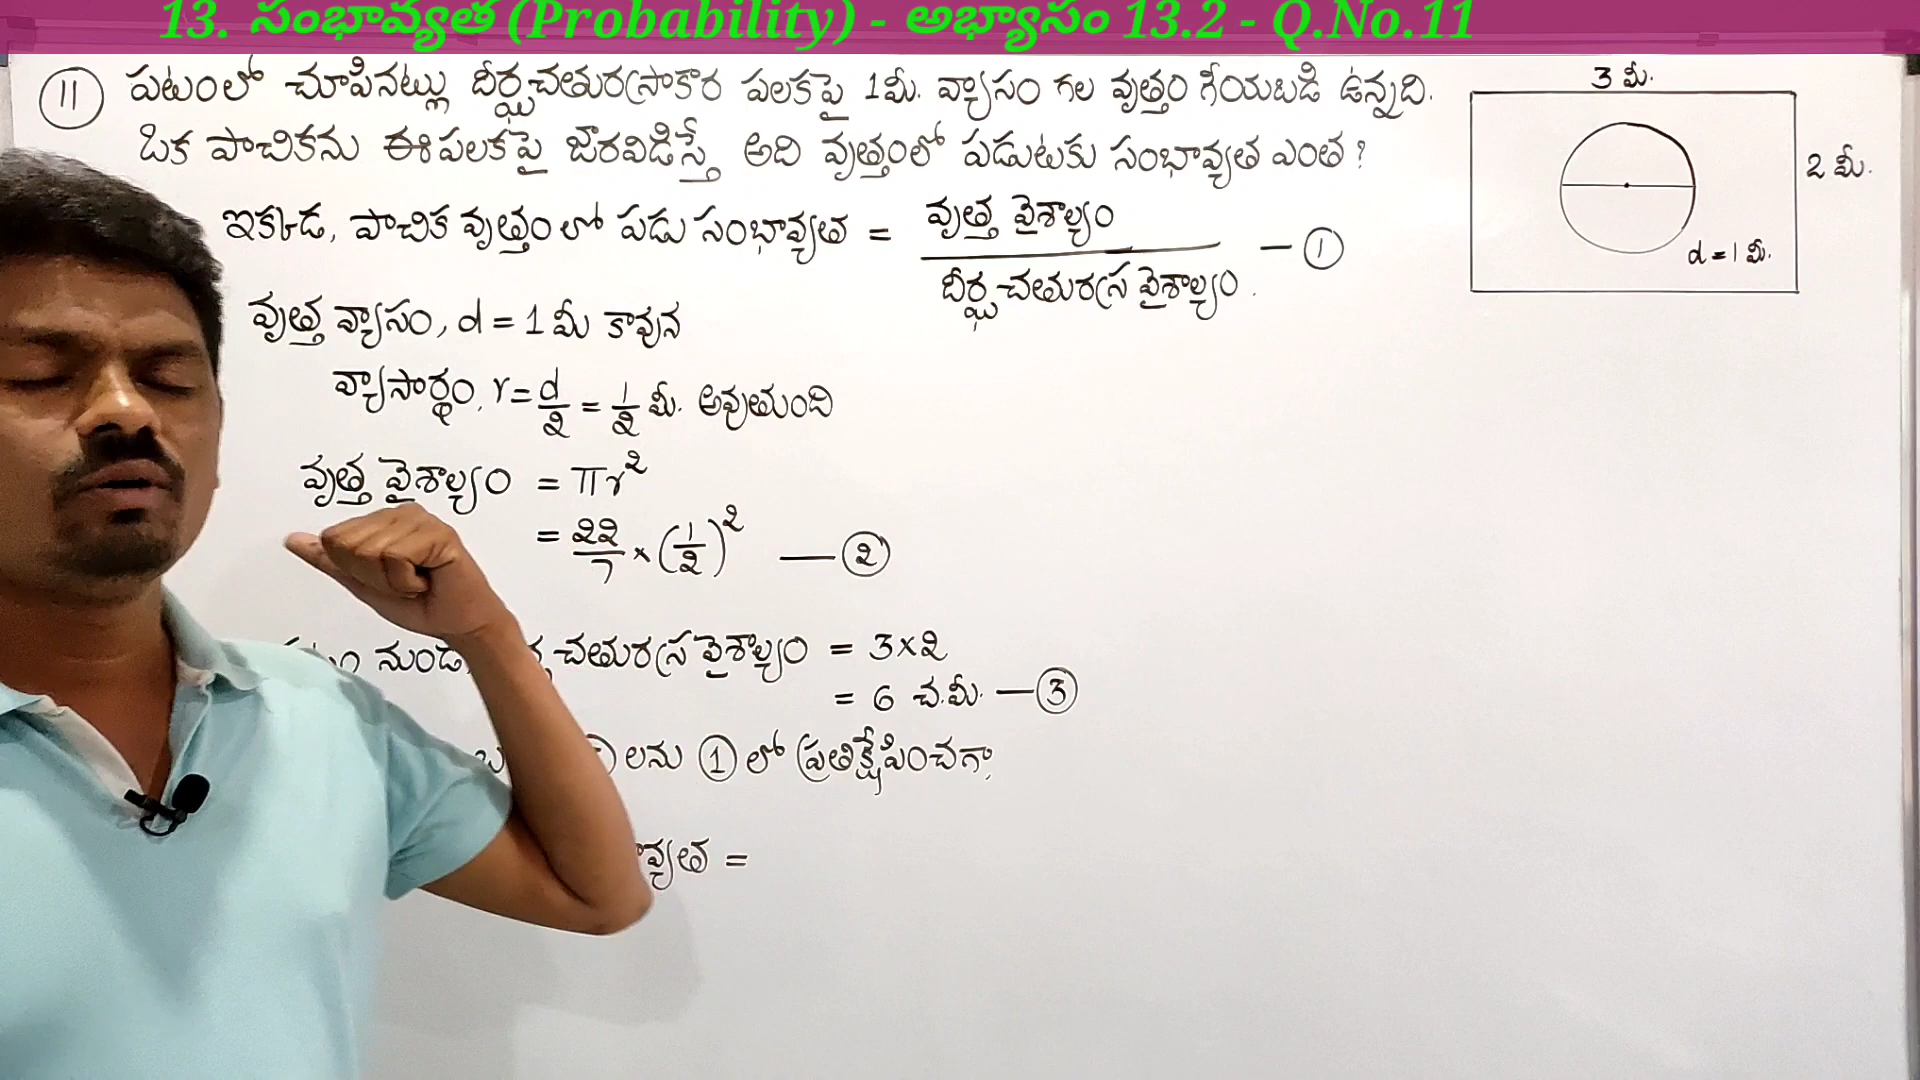 13. సంభావ్యత (Probability) - అభ్యాసం 13.2 - Q.No.11
11 పటంలో చూపినట్లు దీర్ఘచతురస్రాకార పలకపై 1మీ. వ్యాసం గల వృత్తం గీయబడి ఉన్నది.
ఓక పాచికను ఈ పలకపై జారవిడిస్తే అది వృత్తంలో పడుటకు సంభావ్యత ఎంత?
3 మీ.
2 మీ.
d = 1 మీ.
ఇక్కడ, పాచిక వృత్తంలో పడు సంభావ్యత = వృత్త వైశాల్యం / దీర్ఘచతురస్ర వైశాల్యం. — 1
వృత్త వ్యాసం, d = 1 మీ కావున
వ్యాసార్థం, r = d/2 = 1/2 మీ. అవుతుంది
వృత్త వైశాల్యం = πr²
= 22/7 × (1/2)² — 2
చతురస్ర వైశాల్యం = 3×2
= 6 చ.మీ. — 3
లను 1 లో ప్రతిక్షేపించగా,
=